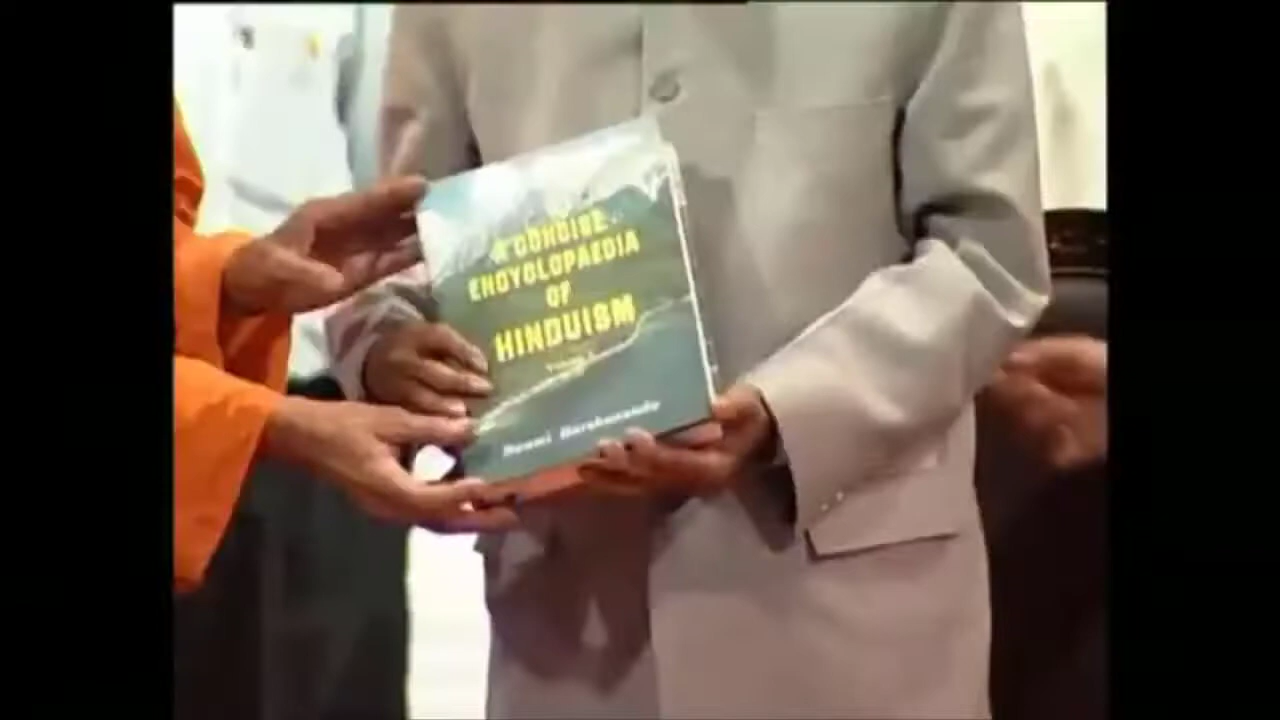 A CONCISE
ENCYCLOPAEDIA
OF
HINDUISM
Swami Harshananda